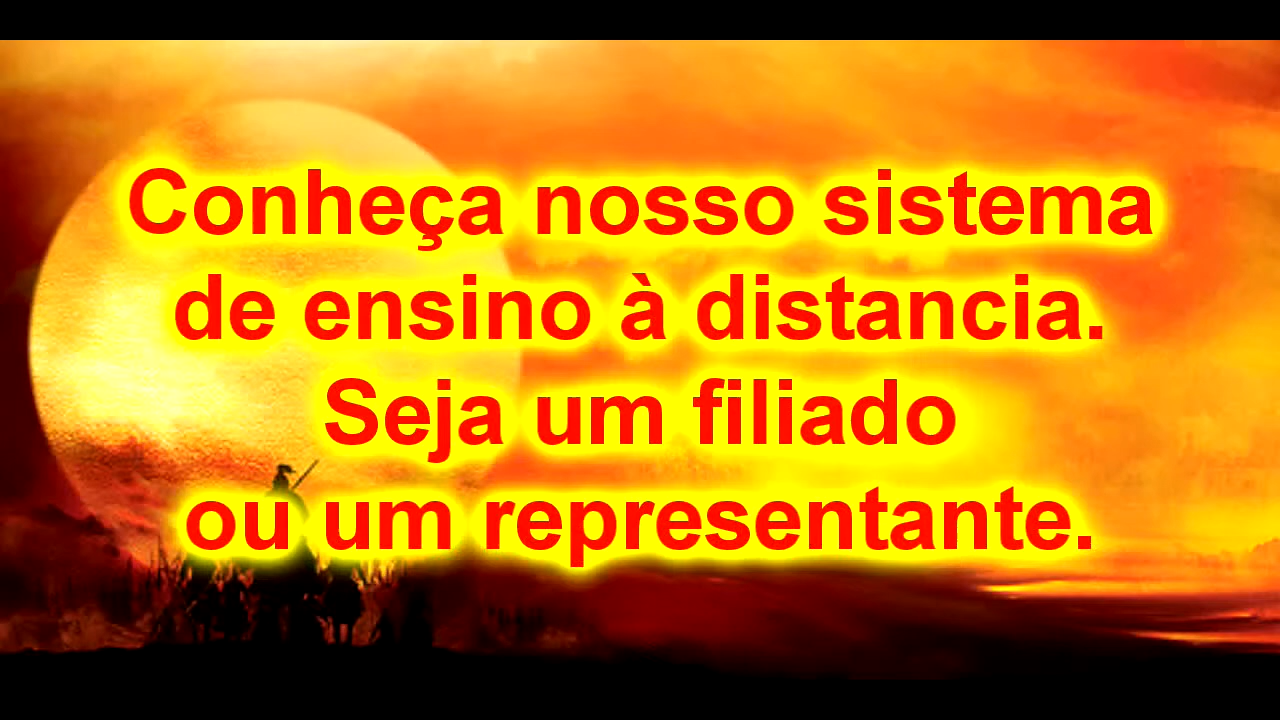 Conheça nosso sistema
de ensino à distancia.
Seja um filiado
ou um representante.